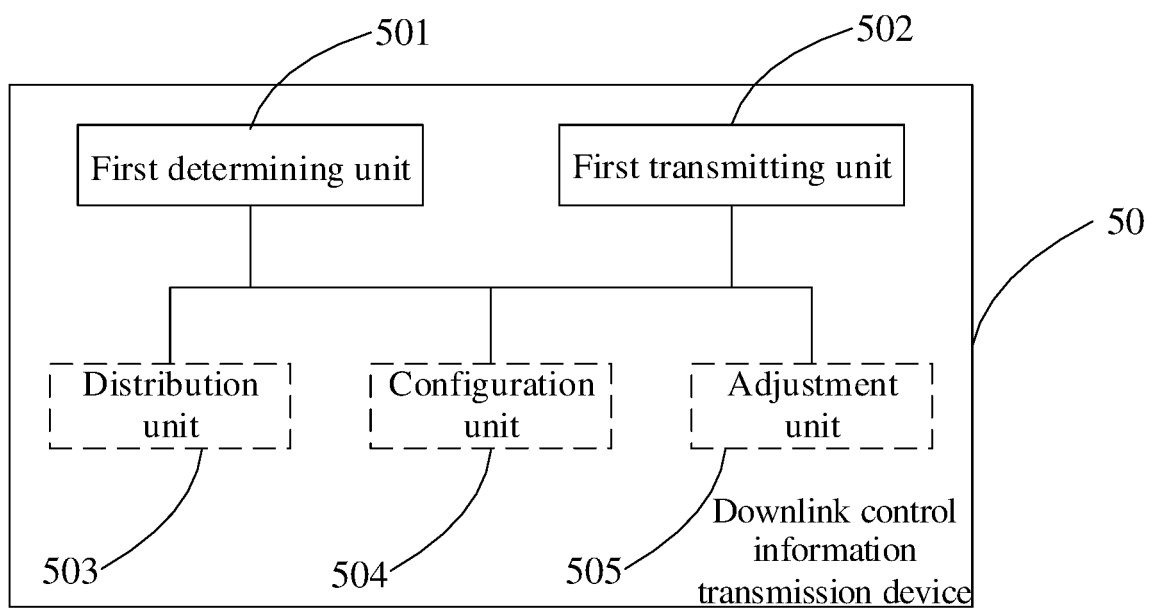 501
502
First determining unit
First transmitting unit
50
Distribution
unit
Configuration
unit
Adjustment
unit
503
504
505
Downlink control
information
transmission device